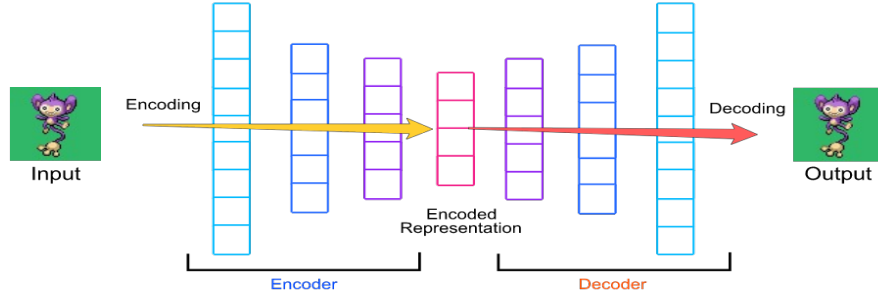 Encoding
Decoding
Input
Output
Encoded
Representation
Encoder
Decoder